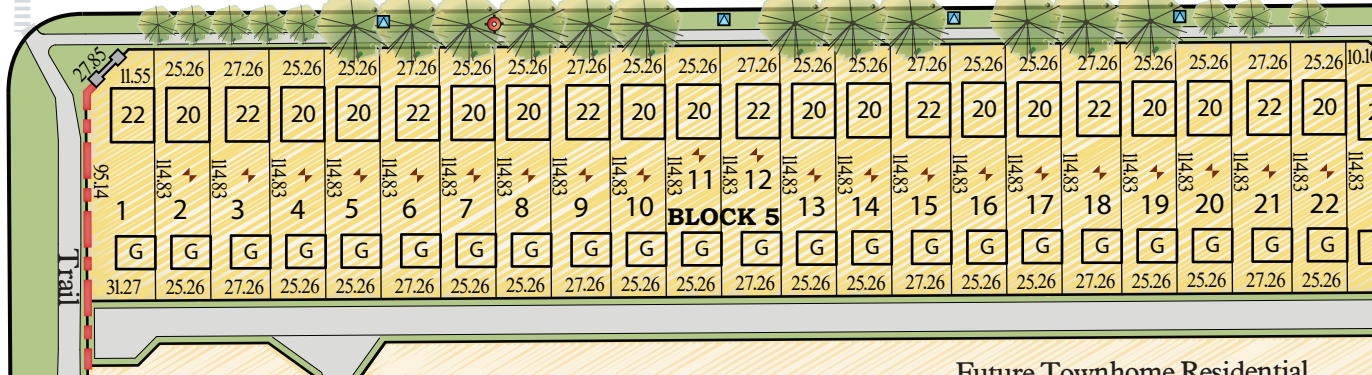 27.85
11.55 25.26 27.26 25.26 25.26 27.26 25.26 25.26 27.26 25.26 25.26 27.26 25.26 25.26 27.26 25.26 25.26 27.26 25.26 25.26 27.26 25.26
22 20 22 20 20 22 20 20 22 20 20 22 20 20 22 20 20 22 20 20 22 20
95.14 114.83 114.83 114.83 114.83 114.83 114.83 114.83 114.83 114.83 114.83 114.83 114.83 114.83 114.83 114.83 114.83 114.83 114.83 114.83 114.83 114.83 114.83
1 2 3 4 5 6 7 8 9 10 11 12 13 14 15 16 17 18 19 20 21 22
BLOCK 5
G G G G G G G G G G G G G G G G G G G G G G
31.27 25.26 27.26 25.26 25.26 27.26 25.26 25.26 27.26 25.26 25.26 27.26 25.26 25.26 27.26 25.26 25.26 27.26 25.26 25.26 27.26 25.26
Trail
Future Townhome Residential